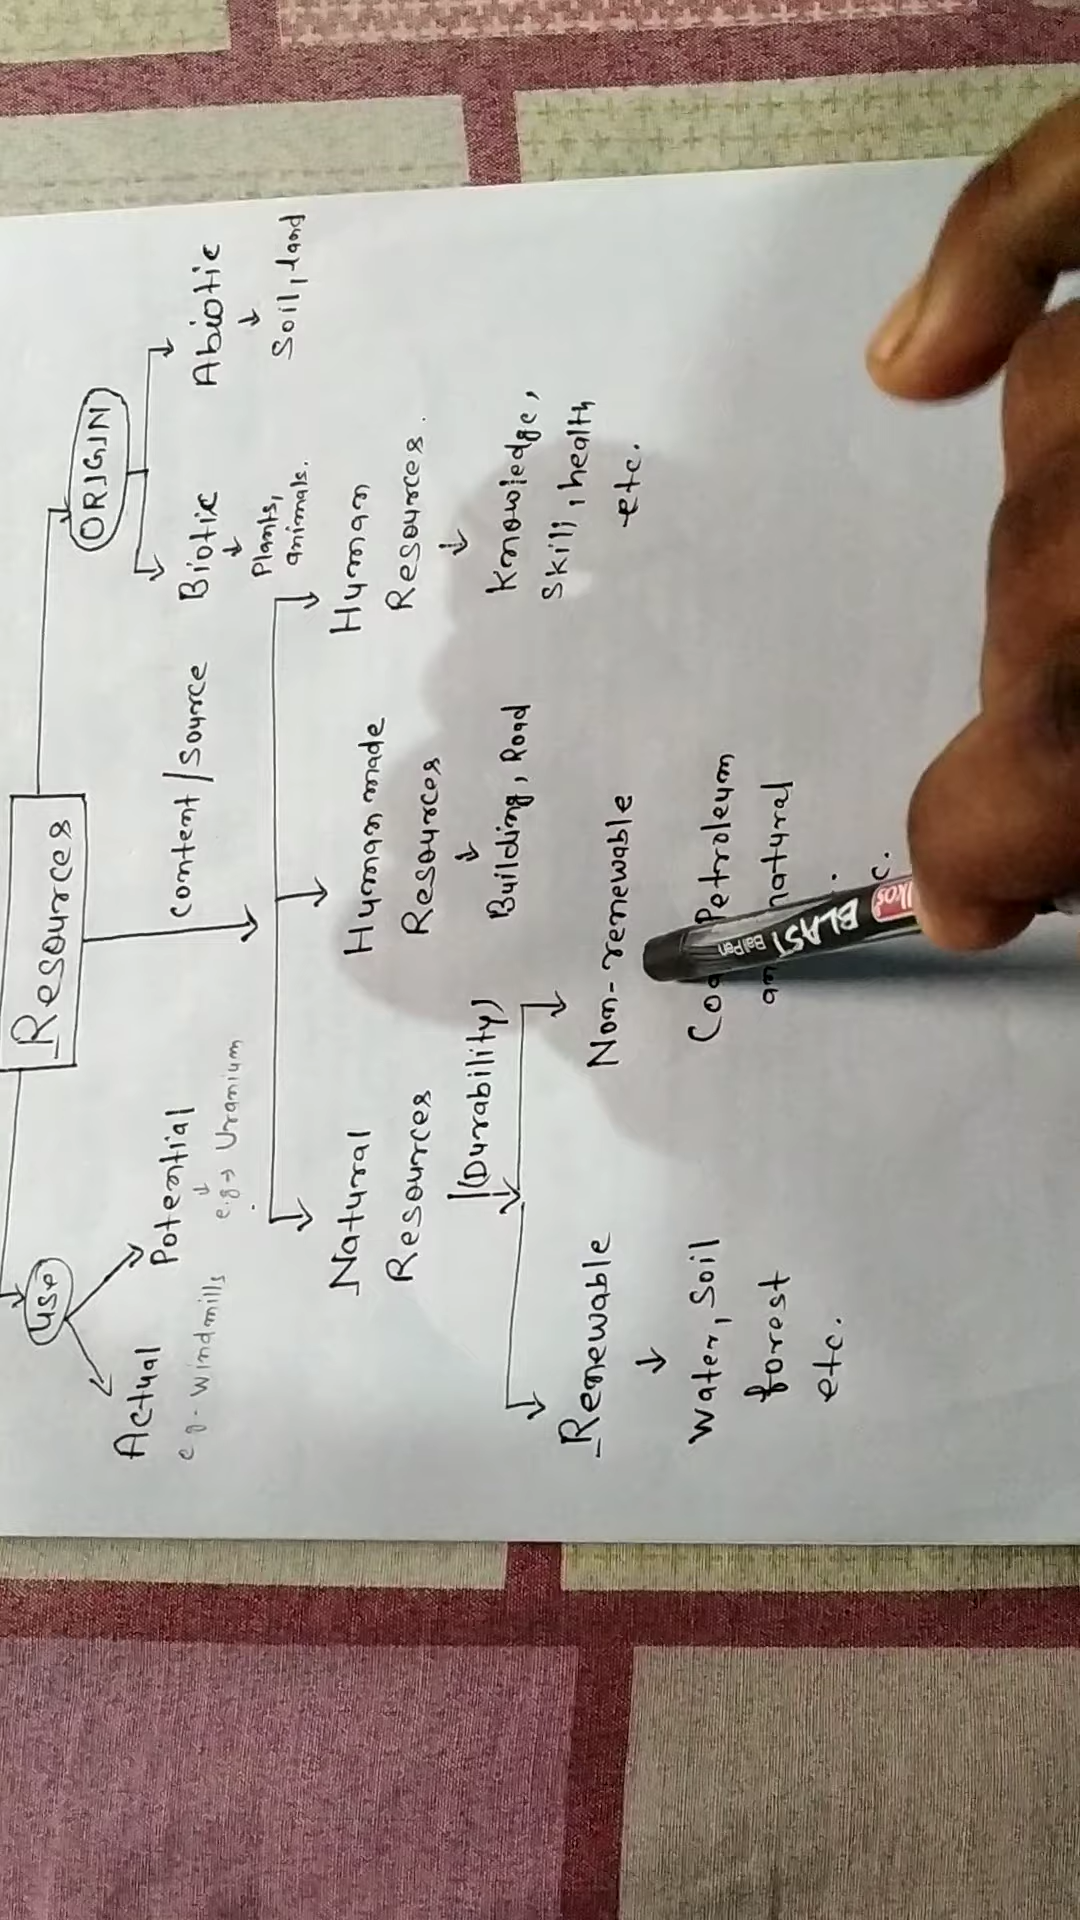 Resources
use
ORIGIN
Actual
Potential
content/source
Biotic
Abiotic
eg- windmills
e.g → Uranium
Plants,
animals.
Soil, land
Natural
Resources
Human made
Resources
Human
Resources.
(Durability)
Building, Road
Knowledge,
skill, health
etc.
Renewable
Non-renewable
water, soil
forest
etc.
Petroleum
natural
BLAST BallPen